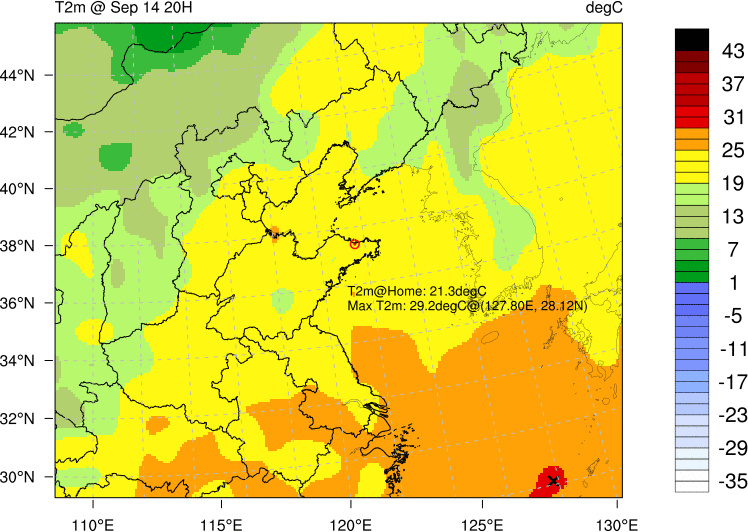 T2m @ Sep 14 20H degC
44°N
42°N
40°N
38°N
36°N
34°N
32°N
30°N
110°E 115°E 120°E 125°E 130°E
T2m@Home: 21.3degC
Max T2m: 29.2degC@(127.80E, 28.12N)
43
37
31
25
19
13
7
1
-5
-11
-17
-23
-29
-35